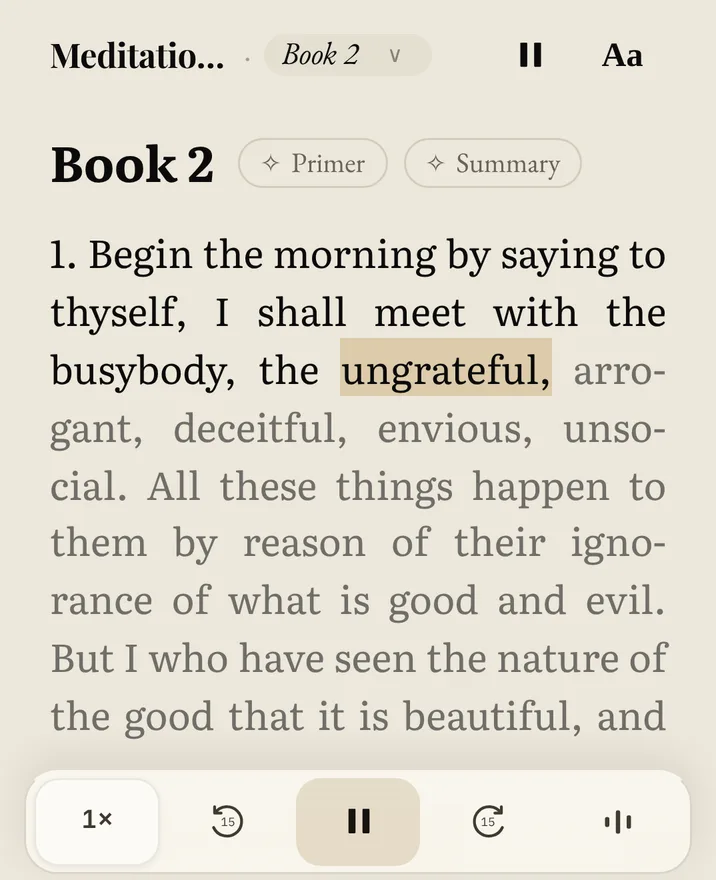 Meditatio... · Book 2
Aa
Book 2 Primer Summary
1. Begin the morning by saying to
thyself, I shall meet with the
busybody, the ungrateful, arro-
gant, deceitful, envious, unso-
cial. All these things happen to
them by reason of their igno-
rance of what is good and evil.
But I who have seen the nature of
the good that it is beautiful, and
1× 15 15